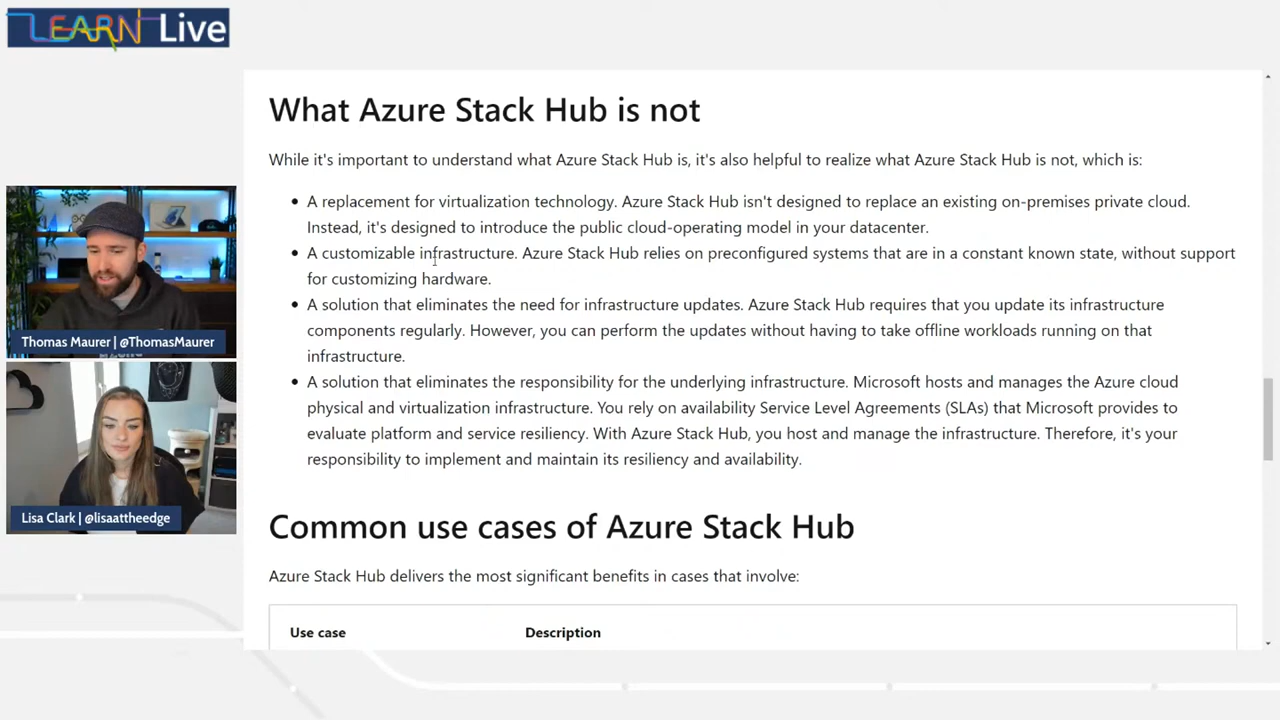 LEARN Live
What Azure Stack Hub is not
While it's important to understand what Azure Stack Hub is, it's also helpful to realize what Azure Stack Hub is not, which is:
• A replacement for virtualization technology. Azure Stack Hub isn't designed to replace an existing on-premises private cloud.
Instead, it's designed to introduce the public cloud-operating model in your datacenter.
• A customizable infrastructure. Azure Stack Hub relies on preconfigured systems that are in a constant known state, without support
for customizing hardware.
• A solution that eliminates the need for infrastructure updates. Azure Stack Hub requires that you update its infrastructure
components regularly. However, you can perform the updates without having to take offline workloads running on that
infrastructure.
• A solution that eliminates the responsibility for the underlying infrastructure. Microsoft hosts and manages the Azure cloud
physical and virtualization infrastructure. You rely on availability Service Level Agreements (SLAs) that Microsoft provides to
evaluate platform and service resiliency. With Azure Stack Hub, you host and manage the infrastructure. Therefore, it's your
responsibility to implement and maintain its resiliency and availability.
Common use cases of Azure Stack Hub
Azure Stack Hub delivers the most significant benefits in cases that involve:
Use case Description
Thomas Maurer | @ThomasMaurer
Lisa Clark | @lisaattheedge